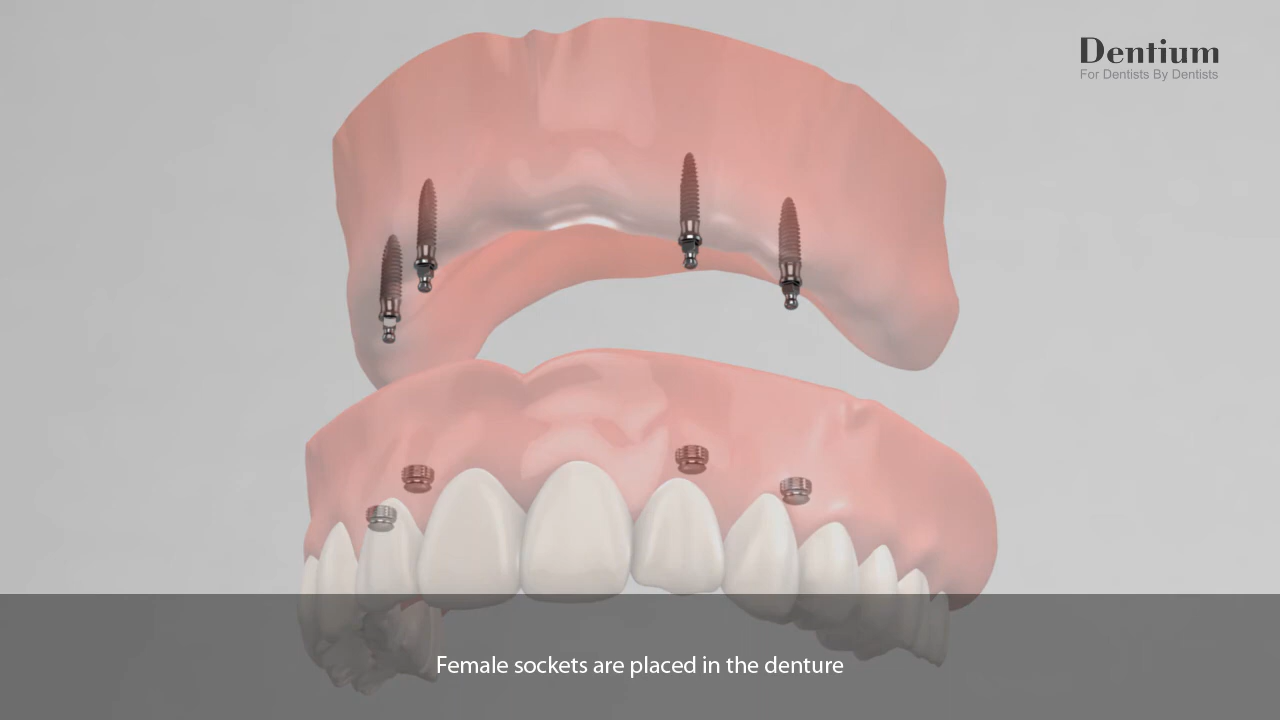 Dentium
For Dentists By Dentists
Female sockets are placed in the denture